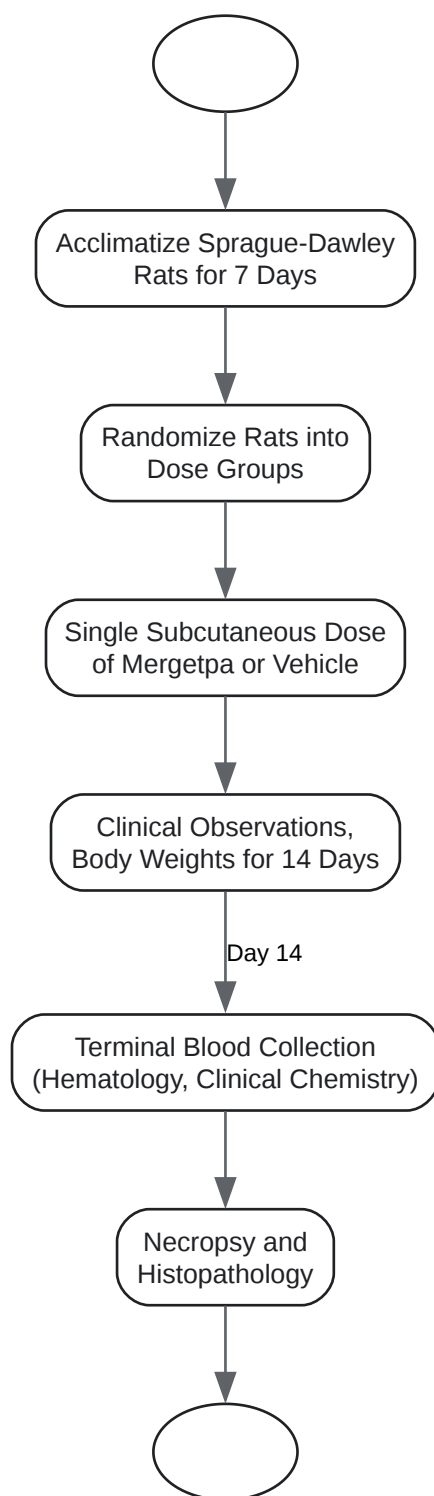 Acclimatize Sprague-Dawley
Rats for 7 Days
Randomize Rats into
Dose Groups
Single Subcutaneous Dose
of Mergetpa or Vehicle
Clinical Observations,
Body Weights for 14 Days
Day 14
Terminal Blood Collection
(Hematology, Clinical Chemistry)
Necropsy and
Histopathology